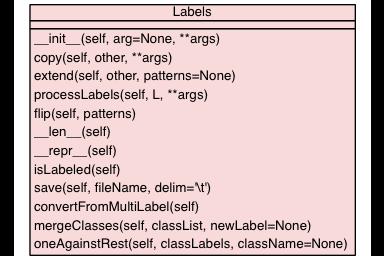 Labels
__init__(self, arg=None, **args)
copy(self, other, **args)
extend(self, other, patterns=None)
processLabels(self, L, **args)
flip(self, patterns)
__len__(self)
__repr__(self)
isLabeled(self)
save(self, fileName, delim='\t')
convertFromMultiLabel(self)
mergeClasses(self, classList, newLabel=None)
oneAgainstRest(self, classLabels, className=None)